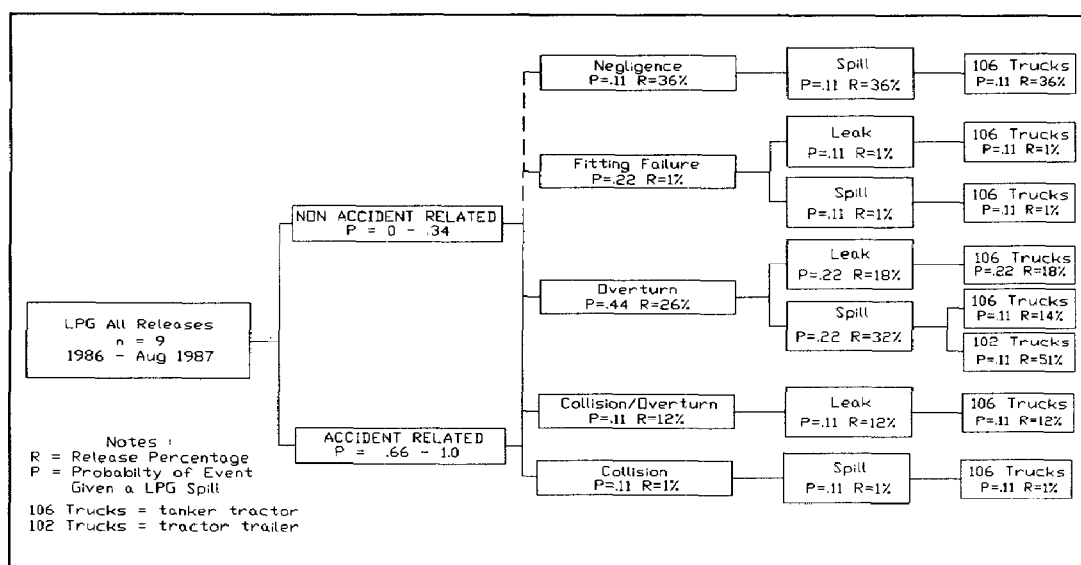 LPG All Releases
n = 9
1986 - Aug 1987
Notes :
R = Release Percentage
P = Probabilty of Event
Given a LPG Spill
106 Trucks = tanker tractor
102 Trucks = tractor trailer
NON ACCIDENT RELATED
P = 0 - .34
ACCIDENT RELATED
P = .66 - 1.0
Negligence
P=.11 R=36%
Spill
P=.11 R=36%
106 Trucks
P=.11 R=36%
Fitting Failure
P=.22 R=1%
Leak
P=.11 R=1%
106 Trucks
P=.11 R=1%
Spill
P=.11 R=1%
106 Trucks
P=.11 R=1%
Overturn
P=.44 R=26%
Leak
P=.22 R=18%
106 Trucks
P=.22 R=18%
Spill
P=.22 R=32%
106 Trucks
P=.11 R=14%
102 Trucks
P=.11 R=51%
Collision/Overturn
P=.11 R=12%
Leak
P=.11 R=12%
106 Trucks
P=.11 R=12%
Collision
P=.11 R=1%
Spill
P=.11 R=1%
106 Trucks
P=.11 R=1%